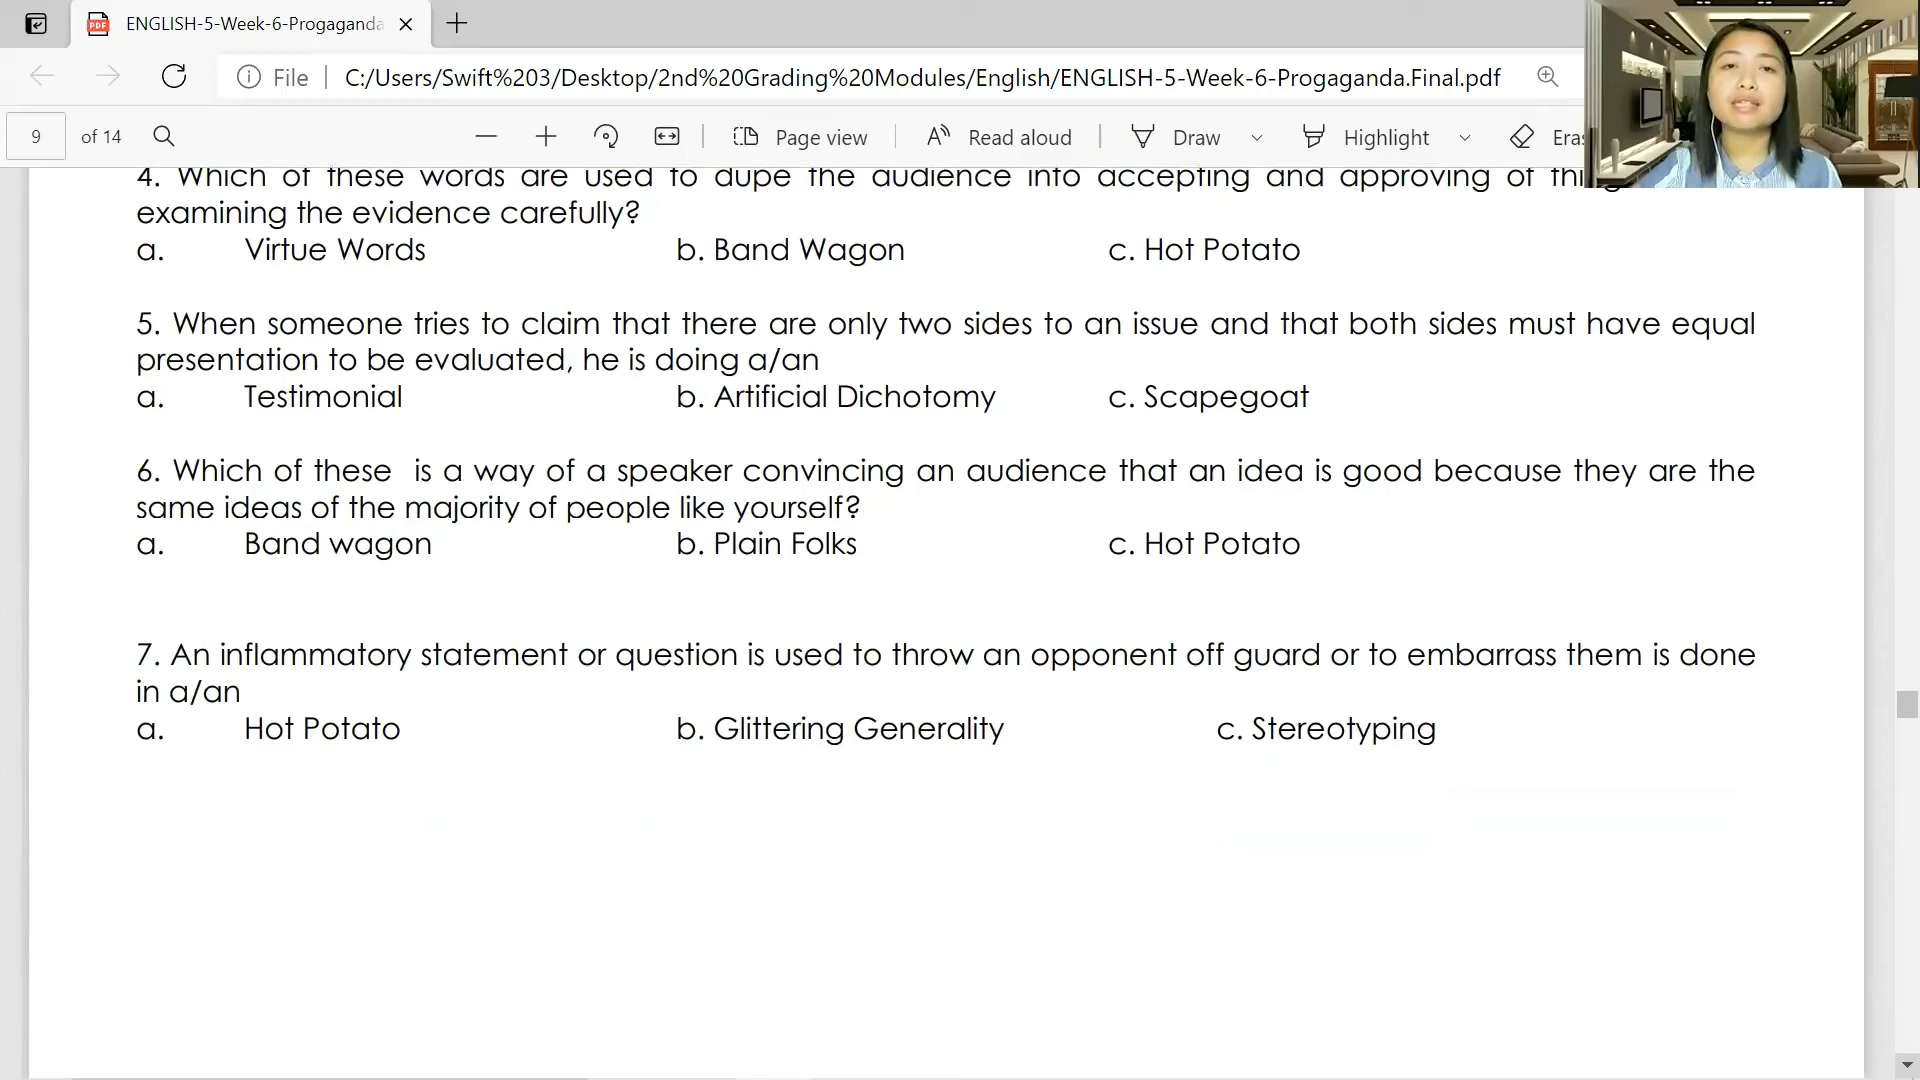 ENGLISH-5-Week-6-Progaganda
File
C:/Users/Swift%203/Desktop/2nd%20Grading%20Modules/English/ENGLISH-5-Week-6-Progaganda.Final.pdf
9 of 14 Page view Read aloud Draw Highlight
4. Which of these words are used to dupe the audience into accepting and approving of
examining the evidence carefully?
a. Virtue Words b. Band Wagon c. Hot Potato
5. When someone tries to claim that there are only two sides to an issue and that both sides must have equal
presentation to be evaluated, he is doing a/an
a. Testimonial b. Artificial Dichotomy c. Scapegoat
6. Which of these is a way of a speaker convincing an audience that an idea is good because they are the
same ideas of the majority of people like yourself?
a. Band wagon b. Plain Folks c. Hot Potato
7. An inflammatory statement or question is used to throw an opponent off guard or to embarrass them is done
in a/an
a. Hot Potato b. Glittering Generality c. Stereotyping